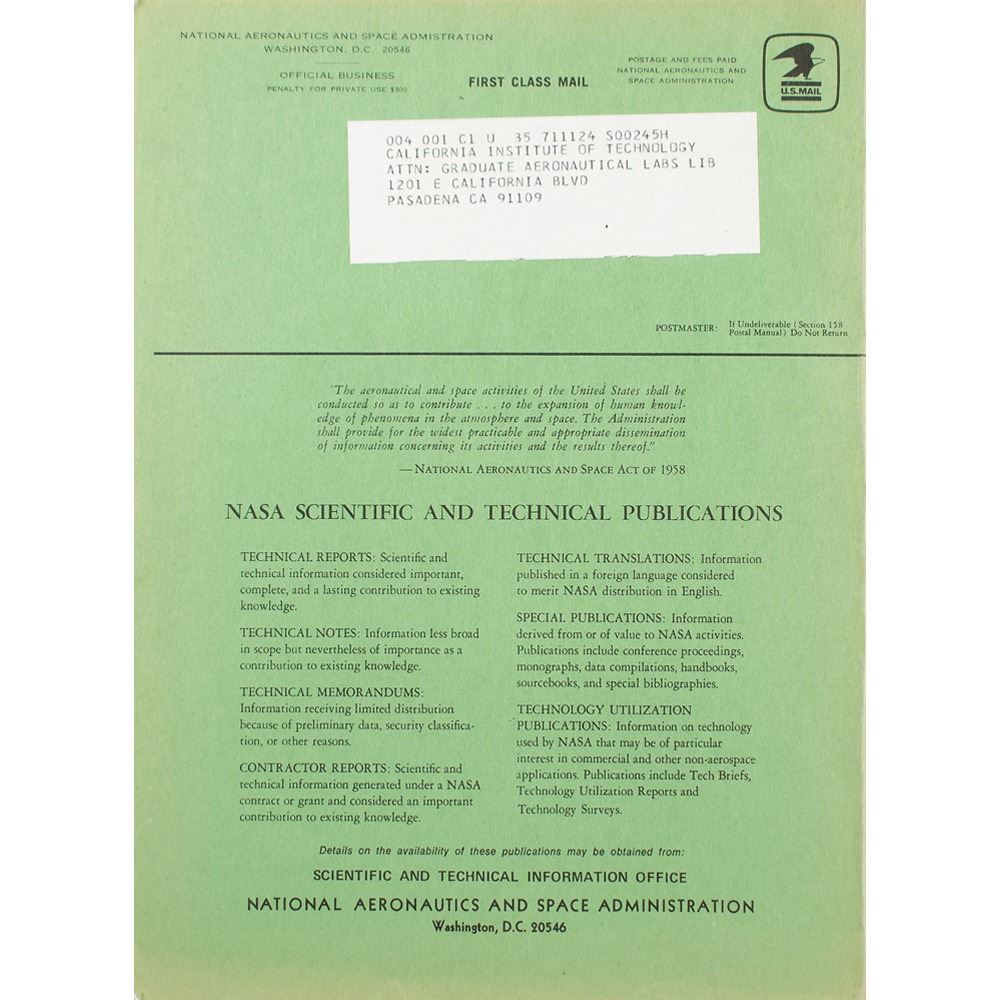 NATIONAL AERONAUTICS AND SPACE ADMISTRATION
WASHINGTON, D.C. 20546
OFFICIAL BUSINESS
PENALTY FOR PRIVATE USE $300
FIRST CLASS MAIL
POSTAGE AND FEES PAID
NATIONAL AERONAUTICS AND
SPACE ADMINISTRATION
U.S.MAIL
004 001 C1 U 35 711124 S00245H
CALIFORNIA INSTITUTE OF TECHNOLOGY
ATTN: GRADUATE AERONAUTICAL LABS LIB
1201 E CALIFORNIA BLVD
PASADENA CA 91109
POSTMASTER: If Undeliverable (Section 158
Postal Manual) Do Not Return
"The aeronautical and space activities of the United States shall be
conducted so as to contribute . . . to the expansion of human knowl-
edge of phenomena in the atmosphere and space. The Administration
shall provide for the widest practicable and appropriate dissemination
of information concerning its activities and the results thereof."
—NATIONAL AERONAUTICS AND SPACE ACT OF 1958
NASA SCIENTIFIC AND TECHNICAL PUBLICATIONS
TECHNICAL REPORTS: Scientific and
technical information considered important,
complete, and a lasting contribution to existing
knowledge.
TECHNICAL NOTES: Information less broad
in scope but nevertheless of importance as a
contribution to existing knowledge.
TECHNICAL MEMORANDUMS:
Information receiving limited distribution
because of preliminary data, security classifica-
tion, or other reasons.
CONTRACTOR REPORTS: Scientific and
technical information generated under a NASA
contract or grant and considered an important
contribution to existing knowledge.
TECHNICAL TRANSLATIONS: Information
published in a foreign language considered
to merit NASA distribution in English.
SPECIAL PUBLICATIONS: Information
derived from or of value to NASA activities.
Publications include conference proceedings,
monographs, data compilations, handbooks,
sourcebooks, and special bibliographies.
TECHNOLOGY UTILIZATION
PUBLICATIONS: Information on technology
used by NASA that may be of particular
interest in commercial and other non-aerospace
applications. Publications include Tech Briefs,
Technology Utilization Reports and
Technology Surveys.
Details on the availability of these publications may be obtained from:
SCIENTIFIC AND TECHNICAL INFORMATION OFFICE
NATIONAL AERONAUTICS AND SPACE ADMINISTRATION
Washington, D.C. 20546